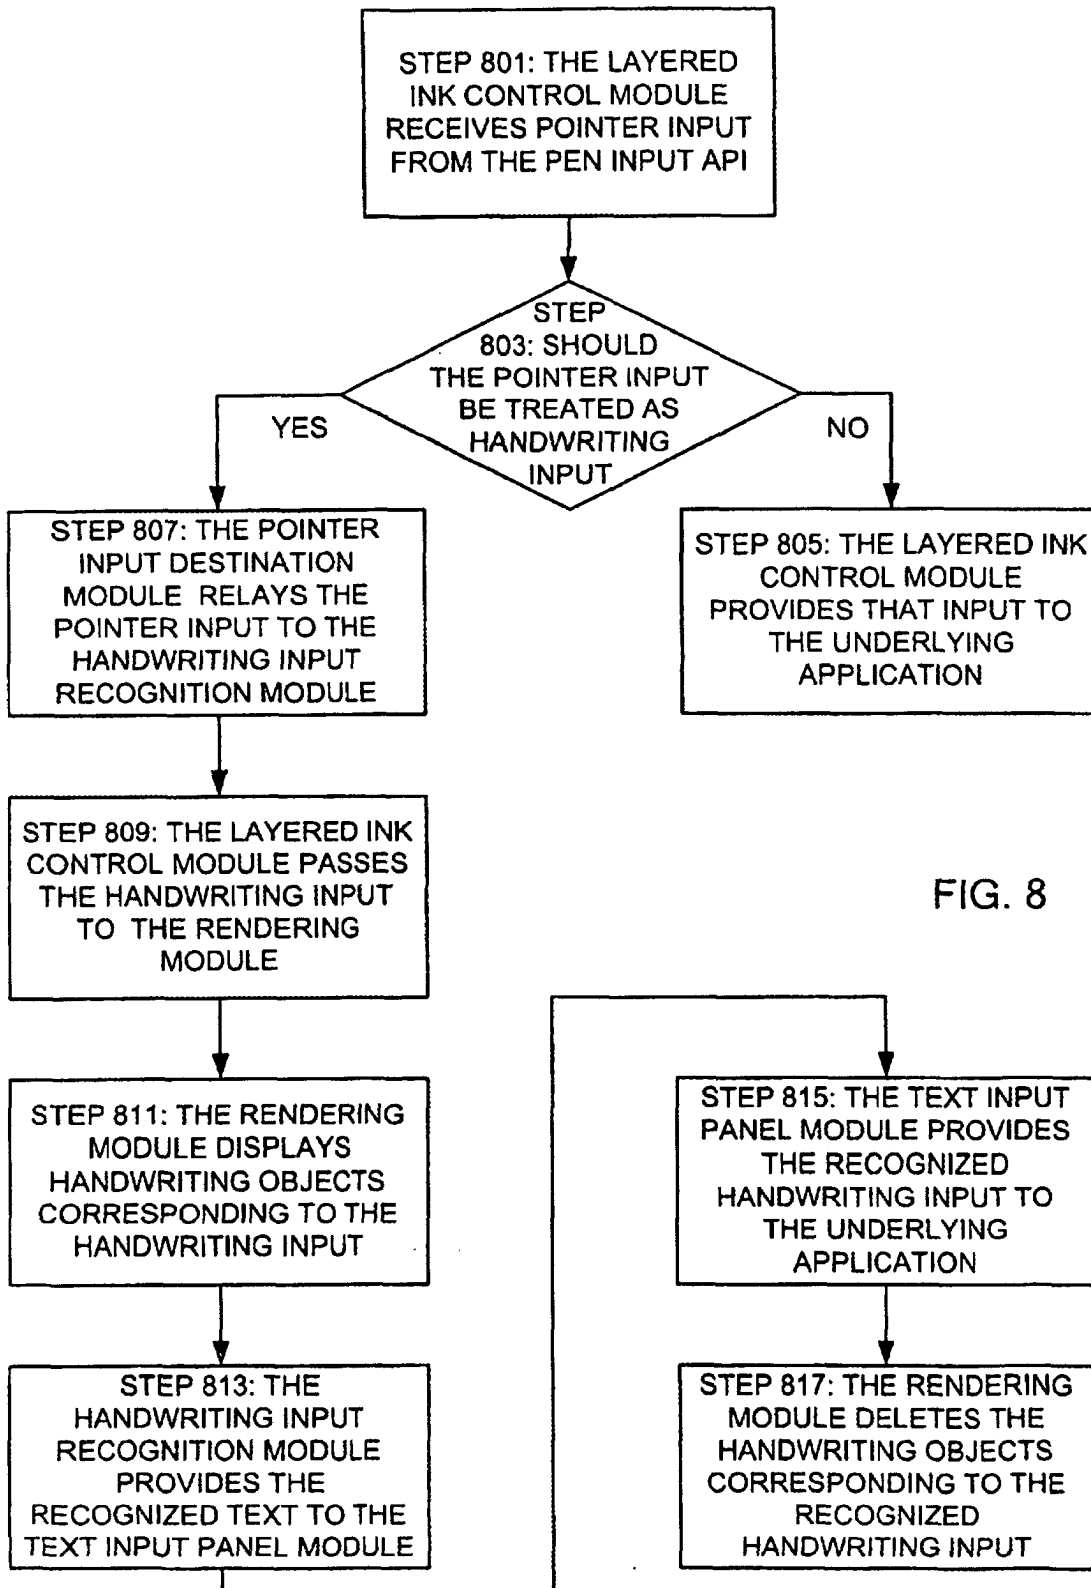 STEP 801: THE LAYERED
INK CONTROL MODULE
RECEIVES POINTER INPUT
FROM THE PEN INPUT API
STEP
803: SHOULD
THE POINTER INPUT
BE TREATED AS
HANDWRITING
INPUT
YES
NO
STEP 807: THE POINTER
INPUT DESTINATION
MODULE RELAYS THE
POINTER INPUT TO THE
HANDWRITING INPUT
RECOGNITION MODULE
STEP 805: THE LAYERED INK
CONTROL MODULE
PROVIDES THAT INPUT TO
THE UNDERLYING
APPLICATION
STEP 809: THE LAYERED INK
CONTROL MODULE PASSES
THE HANDWRITING INPUT
TO THE RENDERING
MODULE
FIG. 8
STEP 811: THE RENDERING
MODULE DISPLAYS
HANDWRITING OBJECTS
CORRESPONDING TO THE
HANDWRITING INPUT
STEP 813: THE
HANDWRITING INPUT
RECOGNITION MODULE
PROVIDES THE
RECOGNIZED TEXT TO THE
TEXT INPUT PANEL MODULE
STEP 815: THE TEXT INPUT
PANEL MODULE PROVIDES
THE RECOGNIZED
HANDWRITING INPUT TO
THE UNDERLYING
APPLICATION
STEP 817: THE RENDERING
MODULE DELETES THE
HANDWRITING OBJECTS
CORRESPONDING TO THE
RECOGNIZED
HANDWRITING INPUT